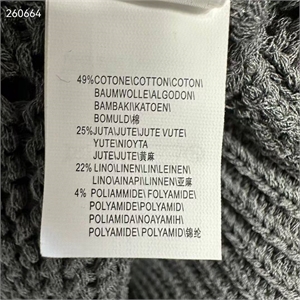 260664
49%COTONE\COTTON\COTON\
BAUMWOLLE\ALGODON\
BAMBAKI\KATOEN\
BOMULD\棉
25%JUTA\JUTE\JUTE VUTE\
YUTE\NIOYTA
JUTE\JUTE\黄麻
22%LINO\LINEN\LIN\LEINEN\
LINO\AINAPI\LINNEN\亚麻
4% POLIAMMIDE\ POLYAMIDE\
POLYAMIDE\ POLYAMID\
POLIAMIDA\NOAYAMIH\
POLYAMIDE\ POLYAMID\锦纶